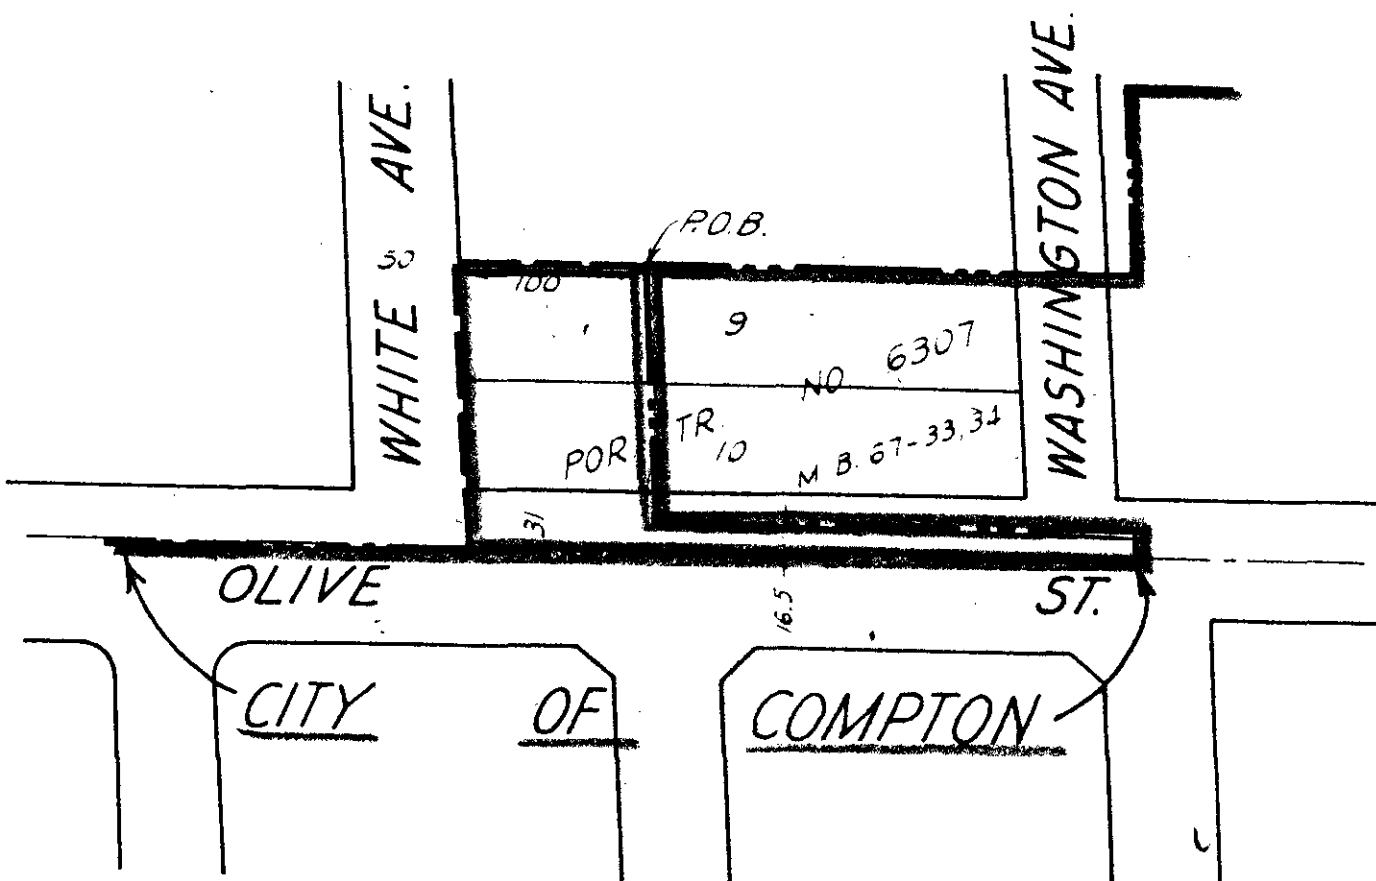 WHITE AVE.
WASHINGTON AVE.
P.O.B.
50
100
9
NO 6307
POR TR.
10
M B. 67-33,34
31
OLIVE ST.
16.5
CITY OF COMPTON